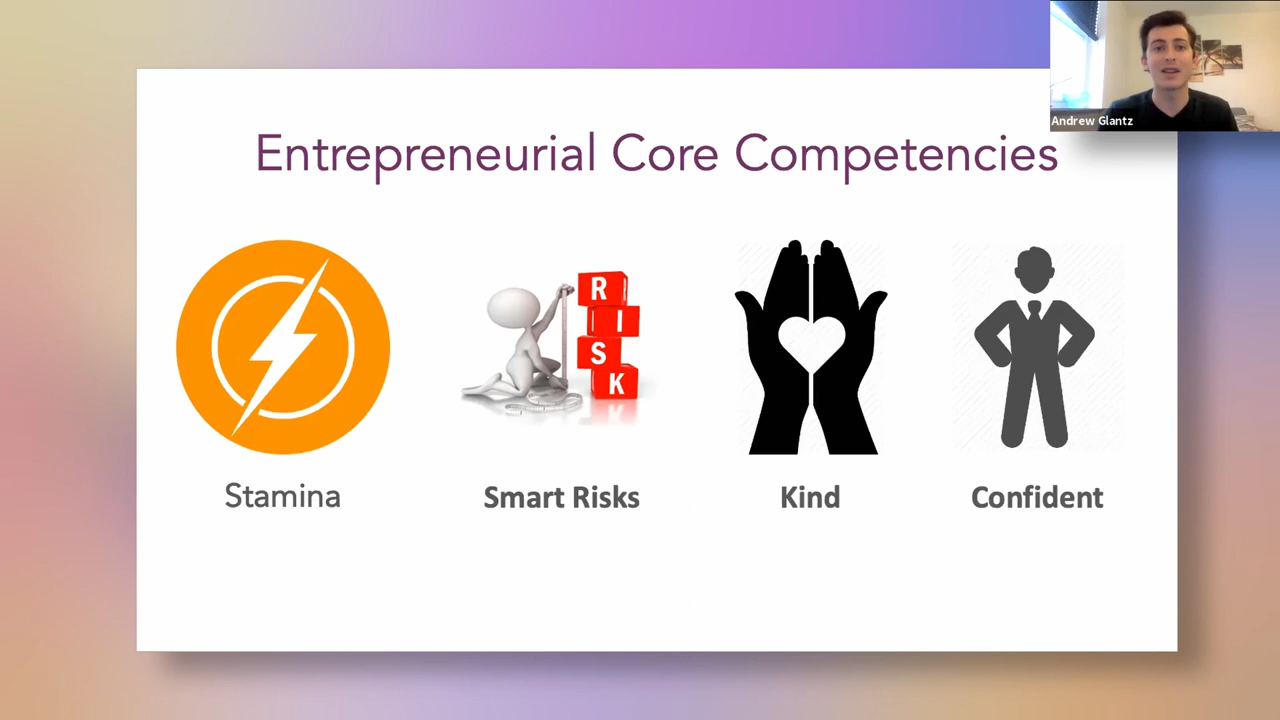 Andrew Glantz
Entrepreneurial Core Competencies
R
I
S
K
Stamina
Smart Risks
Kind
Confident